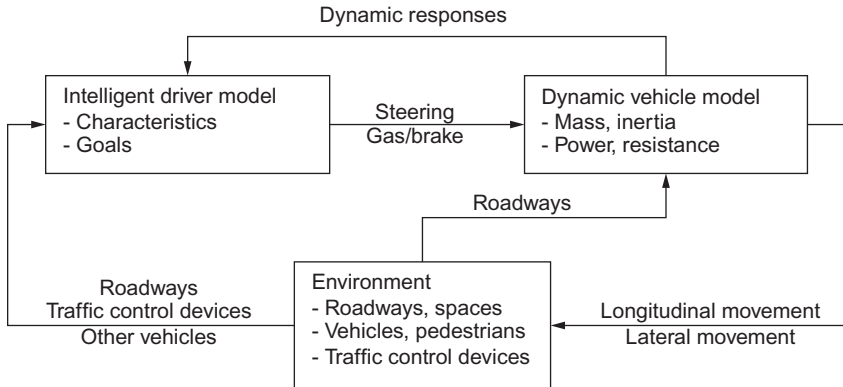 Dynamic responses
Intelligent driver model
- Characteristics
- Goals
Steering
Gas/brake
Dynamic vehicle model
- Mass, inertia
- Power, resistance
Roadways
Roadways
Traffic control devices
Other vehicles
Environment
- Roadways, spaces
- Vehicles, pedestrians
- Traffic control devices
Longitudinal movement
Lateral movement